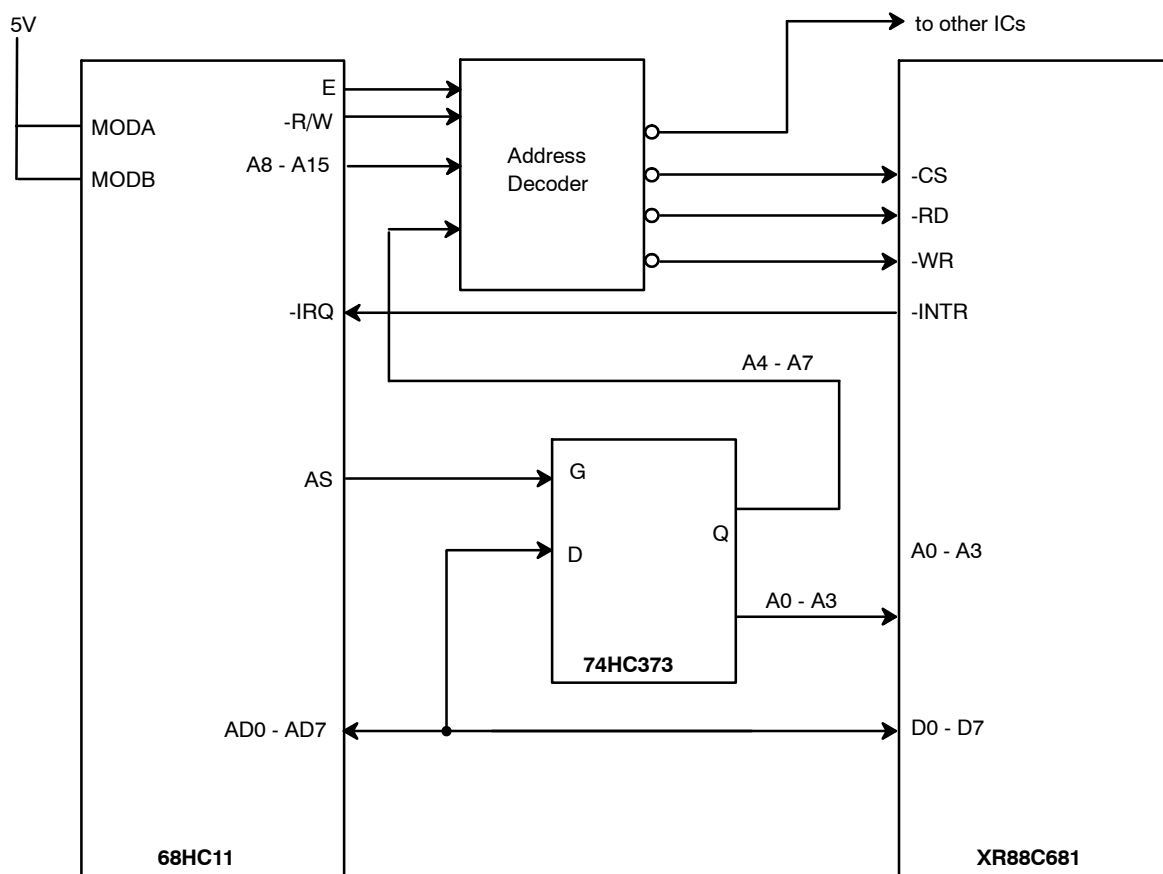 5V
to other ICs
E
-R/W
A8 - A15
MODA
MODB
Address
Decoder
-CS
-RD
-WR
-IRQ
-INTR
A4 - A7
AS
G
D
Q
A0 - A3
A0 - A3
74HC373
AD0 - AD7
D0 - D7
68HC11
XR88C681